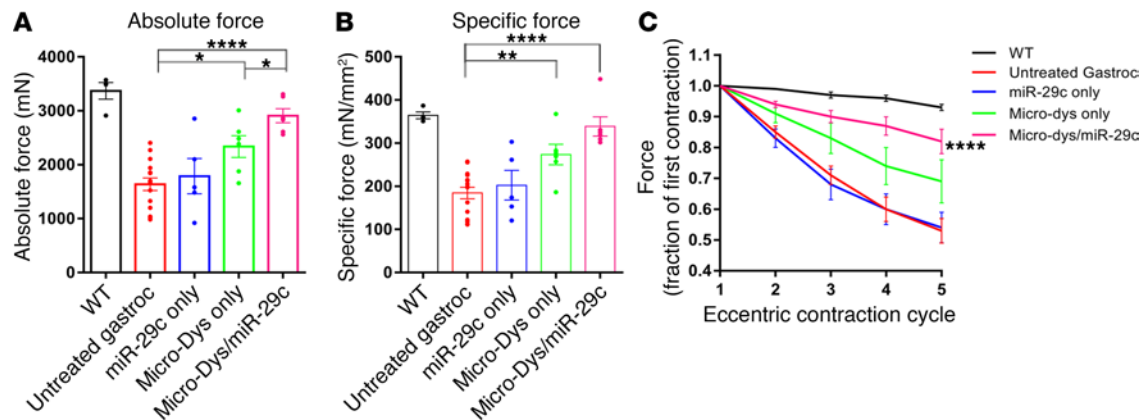 A
Absolute force
****
*
*
Absolute force (mN)
4000
3000
2000
1000
0
WT
Untreated gastroc
miR-29c only
Micro-Dys only
Micro-Dys/miR-29c
B
Specific force
****
**
Specific force (mN/mm²)
500
400
300
200
100
0
WT
Untreated gastroc
miR-29c only
Micro-Dys only
Micro-Dys/miR-29c
C
Force
(fraction of first contraction)
1.1
1.0
0.9
0.8
0.7
0.6
0.5
0.4
1 2 3 4 5
Eccentric contraction cycle
WT
Untreated Gastroc
miR-29c only
Micro-dys only
Micro-dys/miR-29c
****